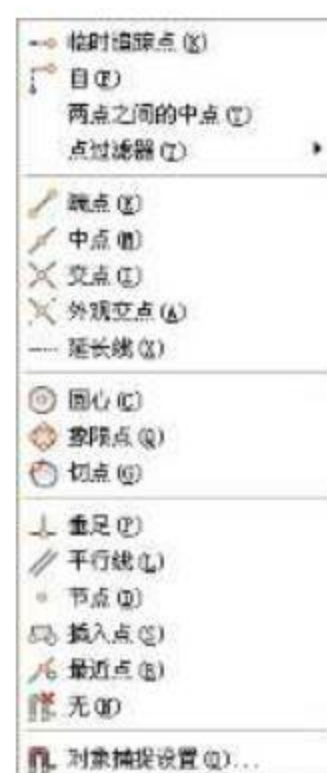 临时追踪点(K)
自(F)
两点之间的中点(T)
点过滤器(T)
端点(E)
中点(M)
交点(I)
外观交点(A)
延长线(X)
圆心(C)
象限点(Q)
切点(G)
垂足(P)
平行线(L)
节点(D)
插入点(S)
最近点(R)
无(N)
对象捕捉设置(O)...